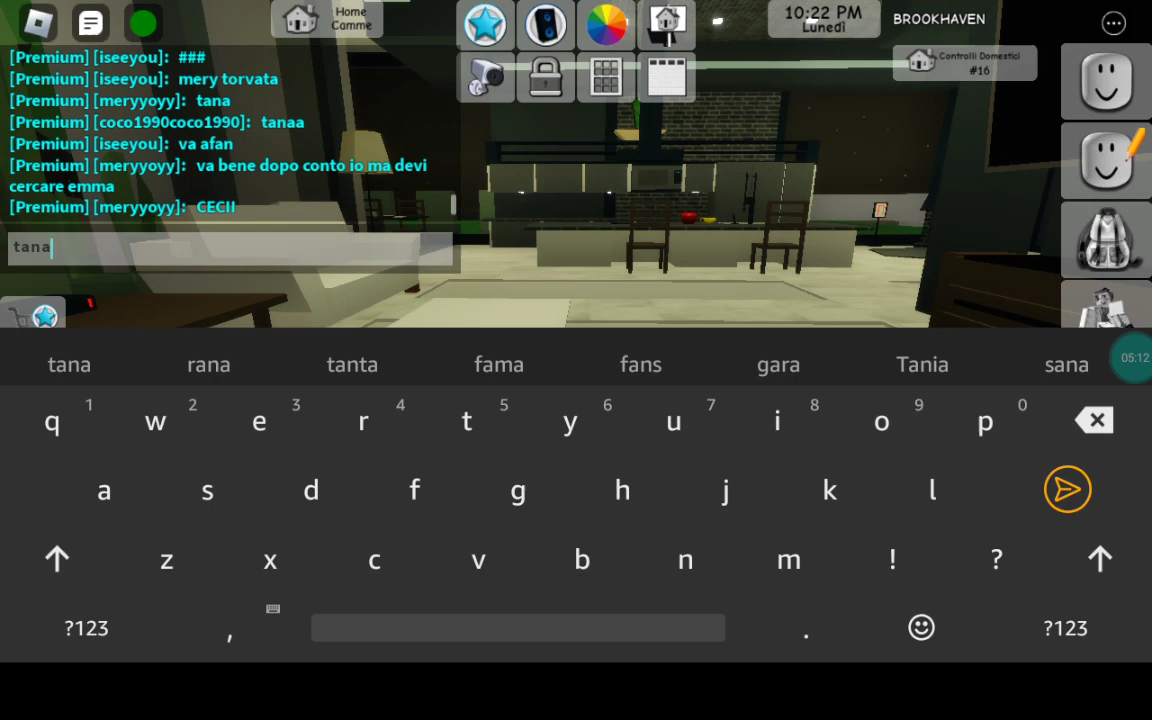 Home
Camme
10:22 PM
Lunedì
BROOKHAVEN
Controlli Domestici
#16
[Premium] [iseeyou]: ###
[Premium] [iseeyou]: mery torvata
[Premium] [meryyoyy]: tana
[Premium] [coco1990coco1990]: tanaa
[Premium] [iseeyou]: va afan
[Premium] [meryyoyy]: va bene dopo conto io ma devi
cercare emma
[Premium] [meryyoyy]: CECII
tana
tana rana tanta fama fans gara Tania sana
05:12
1 2 3 4 5 6 7 8 9 0
q w e r t y u i o p
a s d f g h j k l
z x c v b n m ! ?
?123 , . ?123